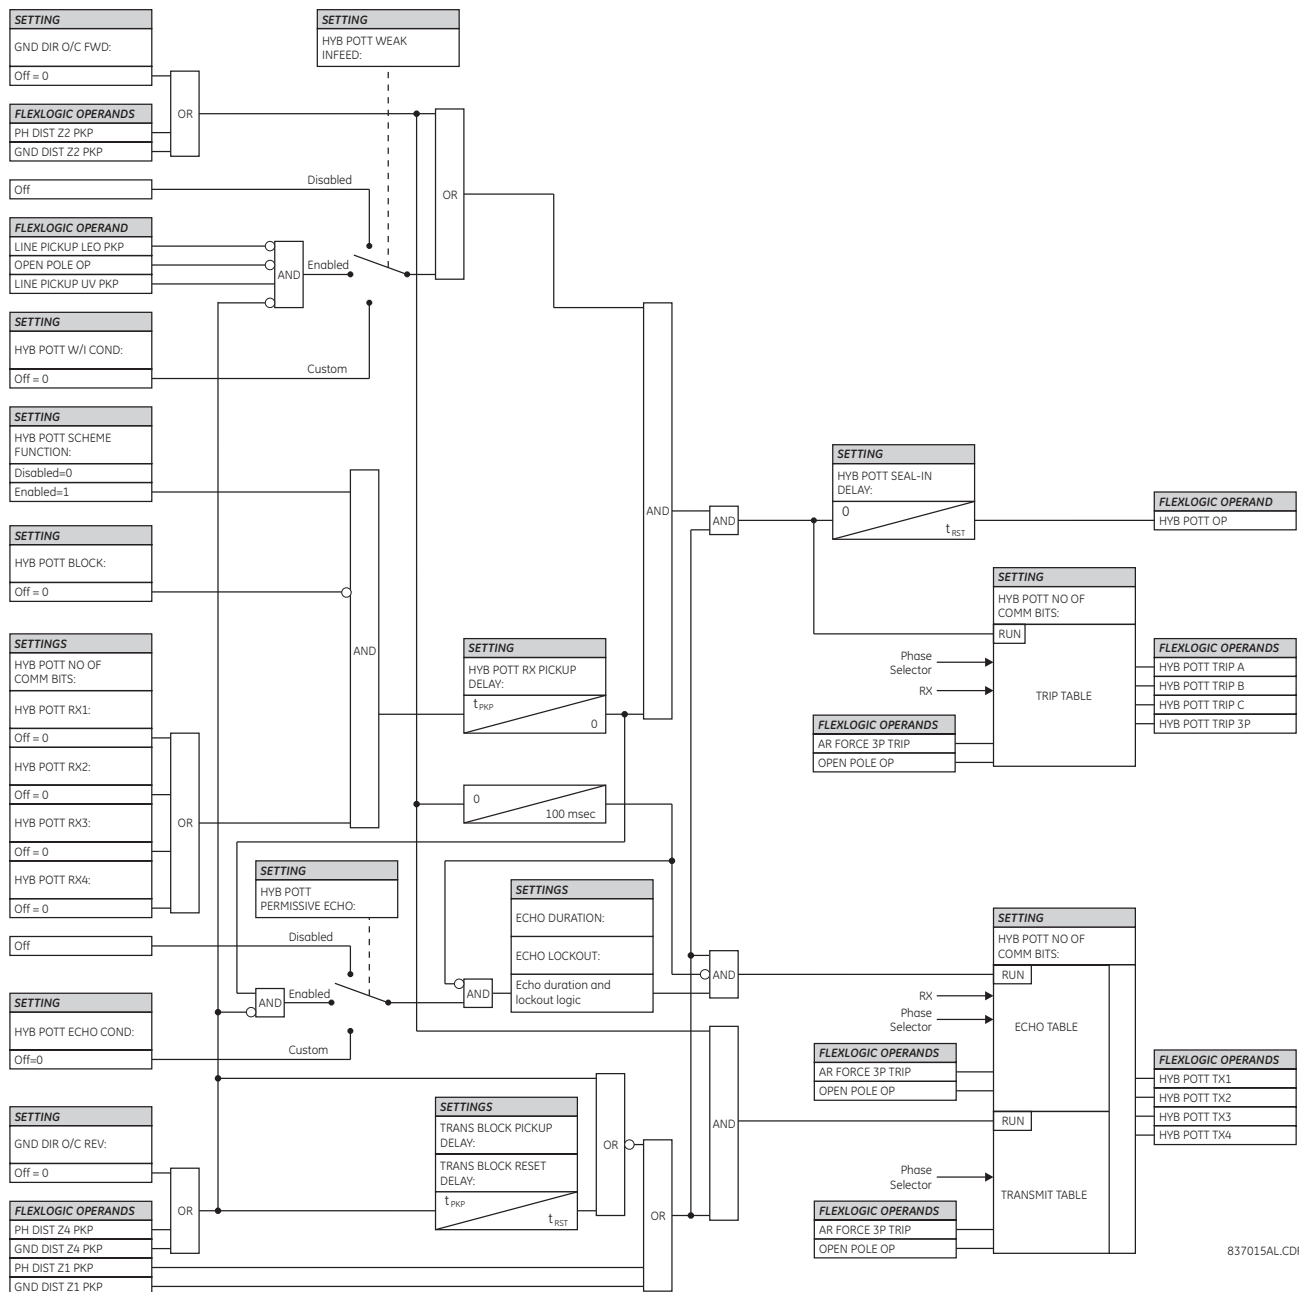 SETTING
GND DIR O/C FWD:
Off = 0
SETTING
HYB POTT WEAK
INFEED:
FLEXLOGIC OPERANDS
PH DIST Z2 PKP
GND DIST Z2 PKP
OR
OR
Off
Disabled
FLEXLOGIC OPERAND
LINE PICKUP LEO PKP
OPEN POLE OP
LINE PICKUP UV PKP
AND
Enabled
SETTING
HYB POTT W/I COND:
Off = 0
Custom
SETTING
HYB POTT SCHEME
FUNCTION:
Disabled=0
Enabled=1
SETTING
HYB POTT BLOCK:
Off = 0
SETTINGS
HYB POTT NO OF
COMM BITS:
HYB POTT RX1:
Off = 0
HYB POTT RX2:
Off = 0
HYB POTT RX3:
Off = 0
HYB POTT RX4:
Off = 0
OR
AND
SETTING
HYB POTT RX PICKUP
DELAY:
tPKP
0
0
100 msec
AND
AND
SETTING
HYB POTT SEAL-IN
DELAY:
0
tRST
FLEXLOGIC OPERAND
HYB POTT OP
SETTING
HYB POTT NO OF
COMM BITS:
RUN
Phase
Selector
RX
TRIP TABLE
FLEXLOGIC OPERANDS
AR FORCE 3P TRIP
OPEN POLE OP
FLEXLOGIC OPERANDS
HYB POTT TRIP A
HYB POTT TRIP B
HYB POTT TRIP C
HYB POTT TRIP 3P
SETTING
HYB POTT
PERMISSIVE ECHO:
Off
Disabled
AND
Enabled
SETTING
HYB POTT ECHO COND:
Off=0
Custom
AND
SETTINGS
ECHO DURATION:
ECHO LOCKOUT:
Echo duration and
lockout logic
AND
SETTING
HYB POTT NO OF
COMM BITS:
RUN
RX
Phase
Selector
ECHO TABLE
FLEXLOGIC OPERANDS
AR FORCE 3P TRIP
OPEN POLE OP
FLEXLOGIC OPERANDS
HYB POTT TX1
HYB POTT TX2
HYB POTT TX3
HYB POTT TX4
SETTING
GND DIR O/C REV:
Off = 0
FLEXLOGIC OPERANDS
PH DIST Z4 PKP
GND DIST Z4 PKP
PH DIST Z1 PKP
GND DIST Z1 PKP
OR
SETTINGS
TRANS BLOCK PICKUP
DELAY:
TRANS BLOCK RESET
DELAY:
tPKP
tRST
OR
OR
AND
RUN
Phase
Selector
TRANSMIT TABLE
FLEXLOGIC OPERANDS
AR FORCE 3P TRIP
OPEN POLE OP
837015AL.CD